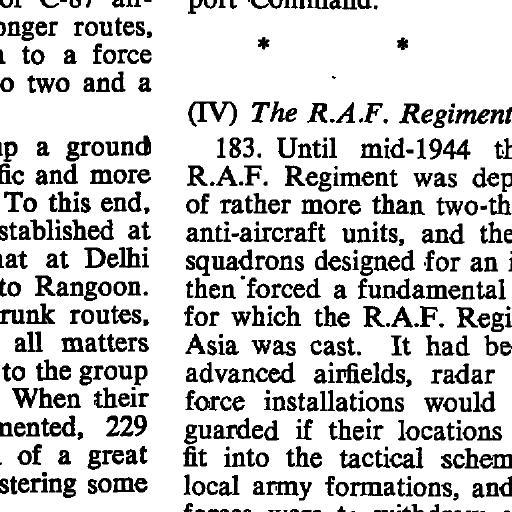 of C-87 air-
onger routes,
to a force
o two and a
up a ground
fic and more
To this end,
stablished at
hat at Delhi
to Rangoon.
runk routes,
all matters
to the group
When their
mented, 229
of a great
stering some
port Command.
* *
(IV) The R.A.F. Regiment
183. Until mid-1944 th
R.A.F. Regiment was dep
of rather more than two-th
anti-aircraft units, and the
squadrons designed for an i
then forced a fundamental
for which the R.A.F. Regi
Asia was cast. It had be
advanced airfields, radar
force installations would
guarded if their locations
fit into the tactical schem
local army formations, and
forces were to withdraw